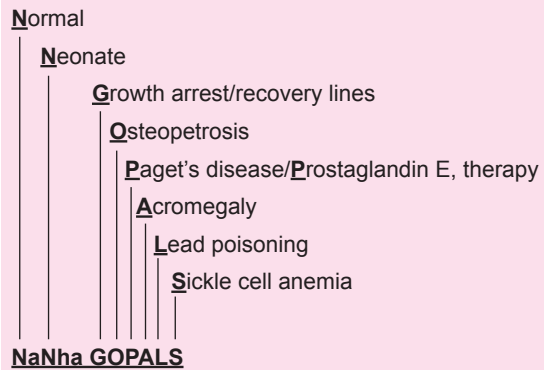 Normal
Neonate
Growth arrest/recovery lines
Osteopetrosis
Paget's disease/Prostaglandin E, therapy
Acromegaly
Lead poisoning
Sickle cell anemia
NaNha GOPALS